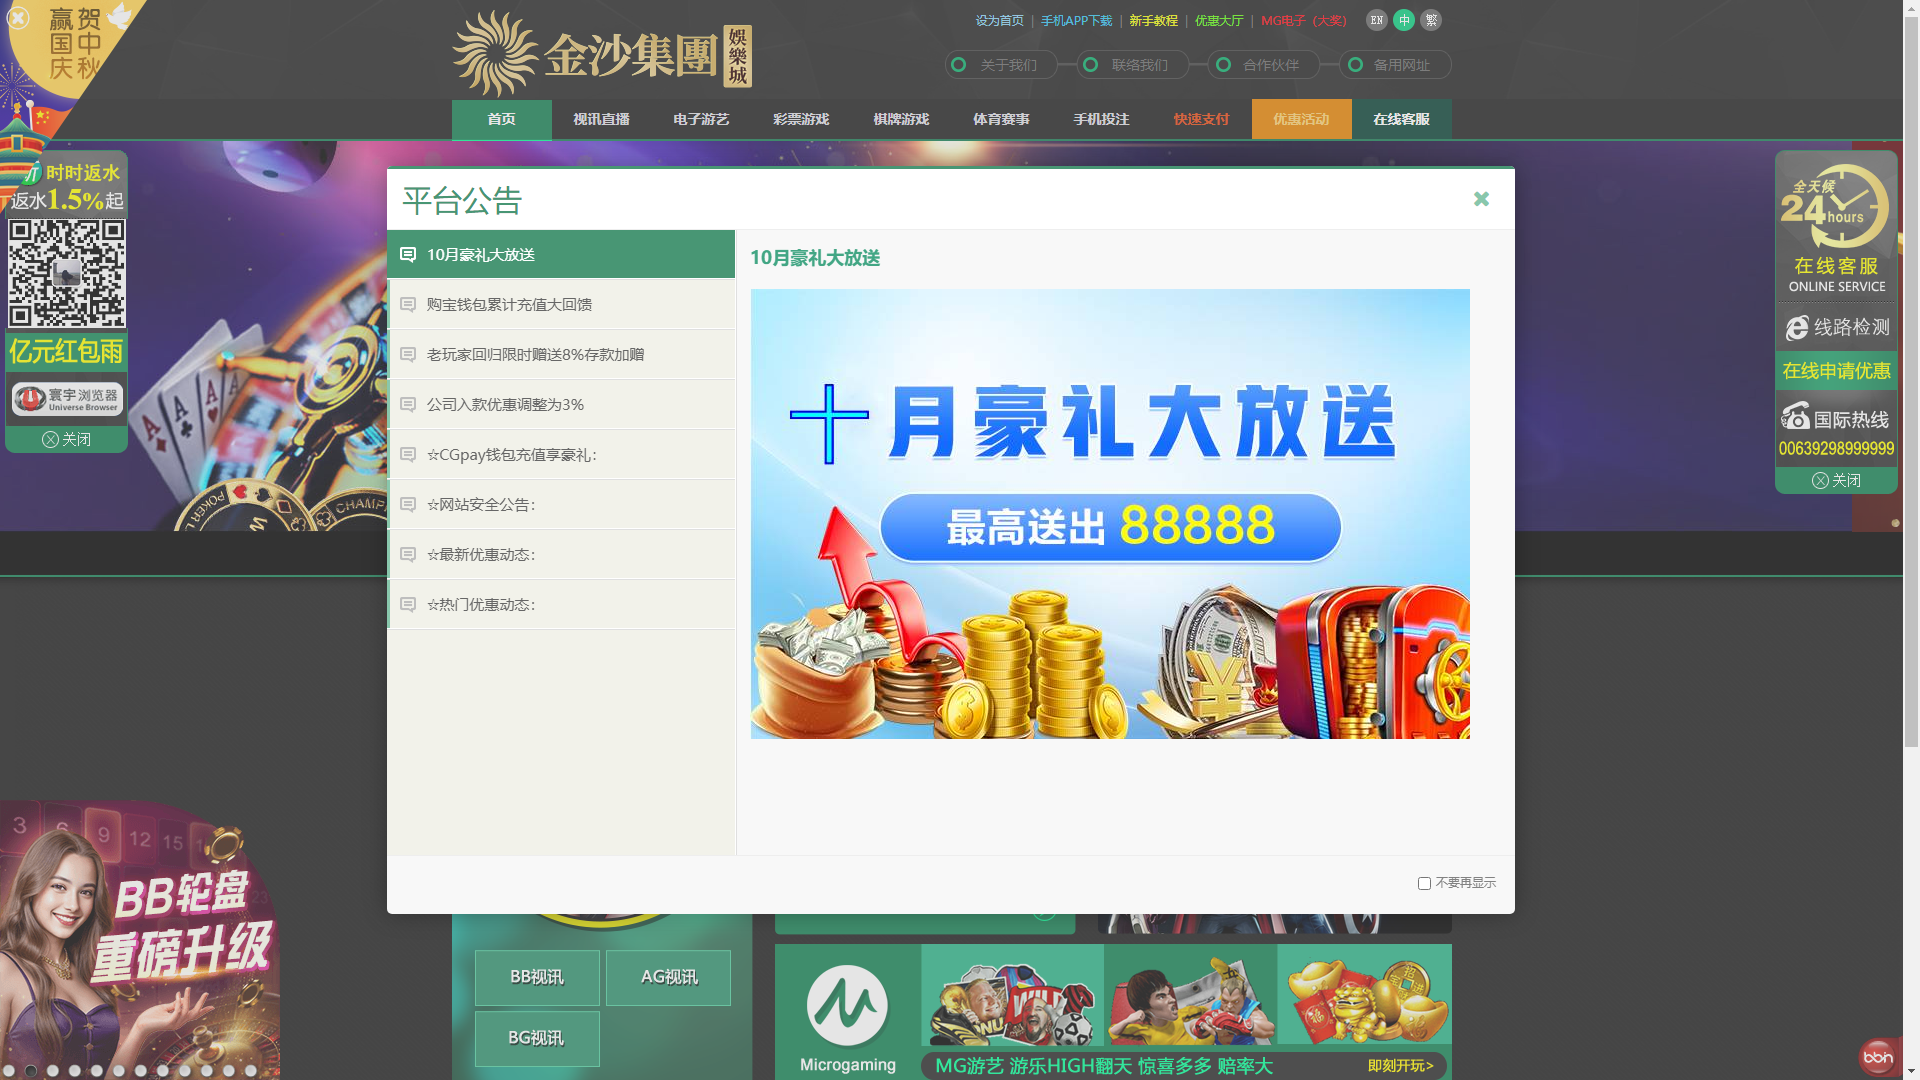 贺中秋
赢国庆
金沙集團
娛樂城
设为首页 | 手机APP下载 | 新手教程 | 优惠大厅 | MG电子（大奖）
EN 中 繁
关于我们 联络我们 合作伙伴 备用网址
首页 视讯直播 电子游艺 彩票游戏 棋牌游戏 体育赛事 手机投注 快速支付 优惠活动 在线客服
时时返水
返水1.5%起
亿元红包雨
寰宇浏览器
Universe Browser
关闭
平台公告
10月豪礼大放送
购宝钱包累计充值大回馈
老玩家回归限时赠送8%存款加赠
公司入款优惠调整为3%
☆CGpay钱包充值享豪礼：
☆网站安全公告：
☆最新优惠动态：
☆热门优惠动态：
10月豪礼大放送
十月豪礼大放送
最高送出 88888
不要再显示
全天候
24hours
在线客服
ONLINE SERVICE
线路检测
在线申请优惠
国际热线
00639298999999
关闭
3 6 9 12 15
BB轮盘
重磅升级
BB视讯 AG视讯
BG视讯
Microgaming
MG游艺 游乐HIGH翻天 惊喜多多 赔率大
即刻开玩>
bbn